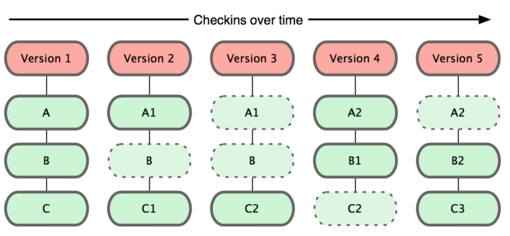 Checkins over time
Version 1 Version 2 Version 3 Version 4 Version 5
A A1 A1 A2 A2
B B B B1 B2
C C1 C2 C2 C3